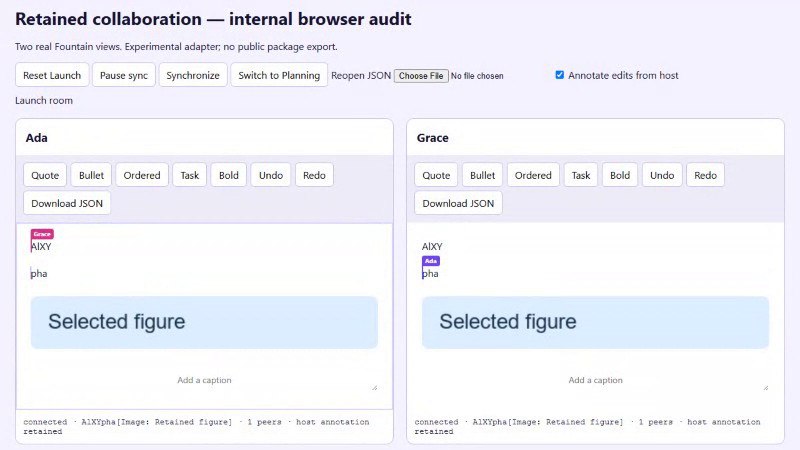 Retained collaboration — internal browser audit
Two real Fountain views. Experimental adapter; no public package export.
Reset Launch Pause sync Synchronize Switch to Planning Reopen JSON Choose File No file chosen Annotate edits from host
Launch room
Ada
Quote Bullet Ordered Task Bold Undo Redo
Download JSON
Grace
AlXY
pha
Selected figure
Add a caption
connected · AlXYpha[Image: Retained figure] · 1 peers · host annotation
retained
Grace
Quote Bullet Ordered Task Bold Undo Redo
Download JSON
AlXY
Ada
pha
Selected figure
Add a caption
connected · AlXYpha[Image: Retained figure] · 1 peers · host annotation
retained